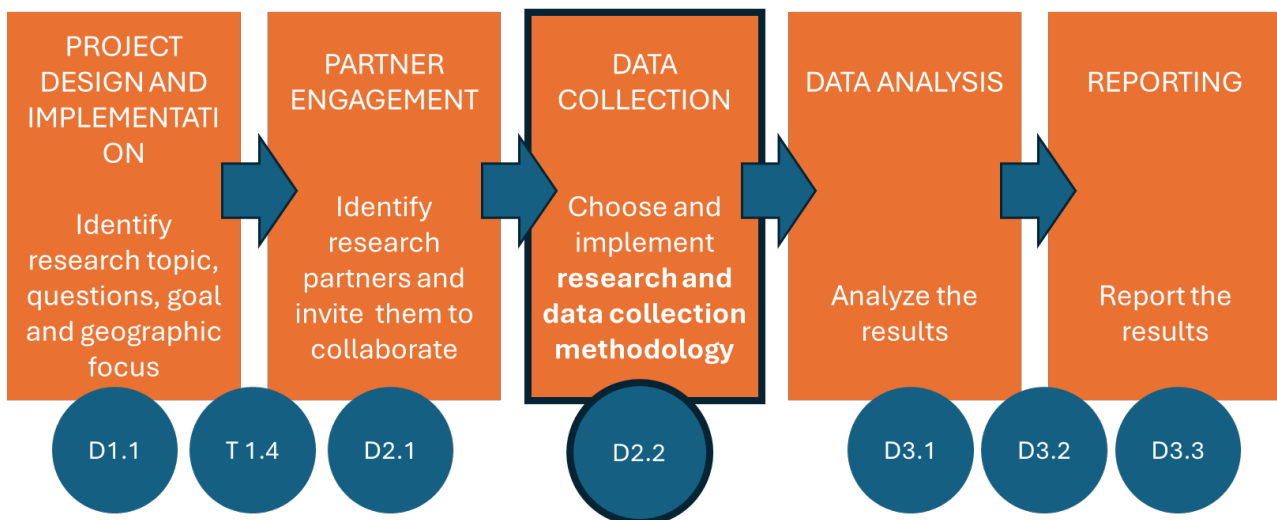 PROJECT
DESIGN AND
IMPLEMENTATI
ON
Identify
research topic,
questions, goal
and geographic
focus
PARTNER
ENGAGEMENT
Identify
research
partners and
invite them to
collaborate
DATA
COLLECTION
Choose and
implement
research and
data collection
methodology
DATA ANALYSIS
Analyze the
results
REPORTING
Report the
results
D1.1
T 1.4
D2.1
D2.2
D3.1
D3.2
D3.3